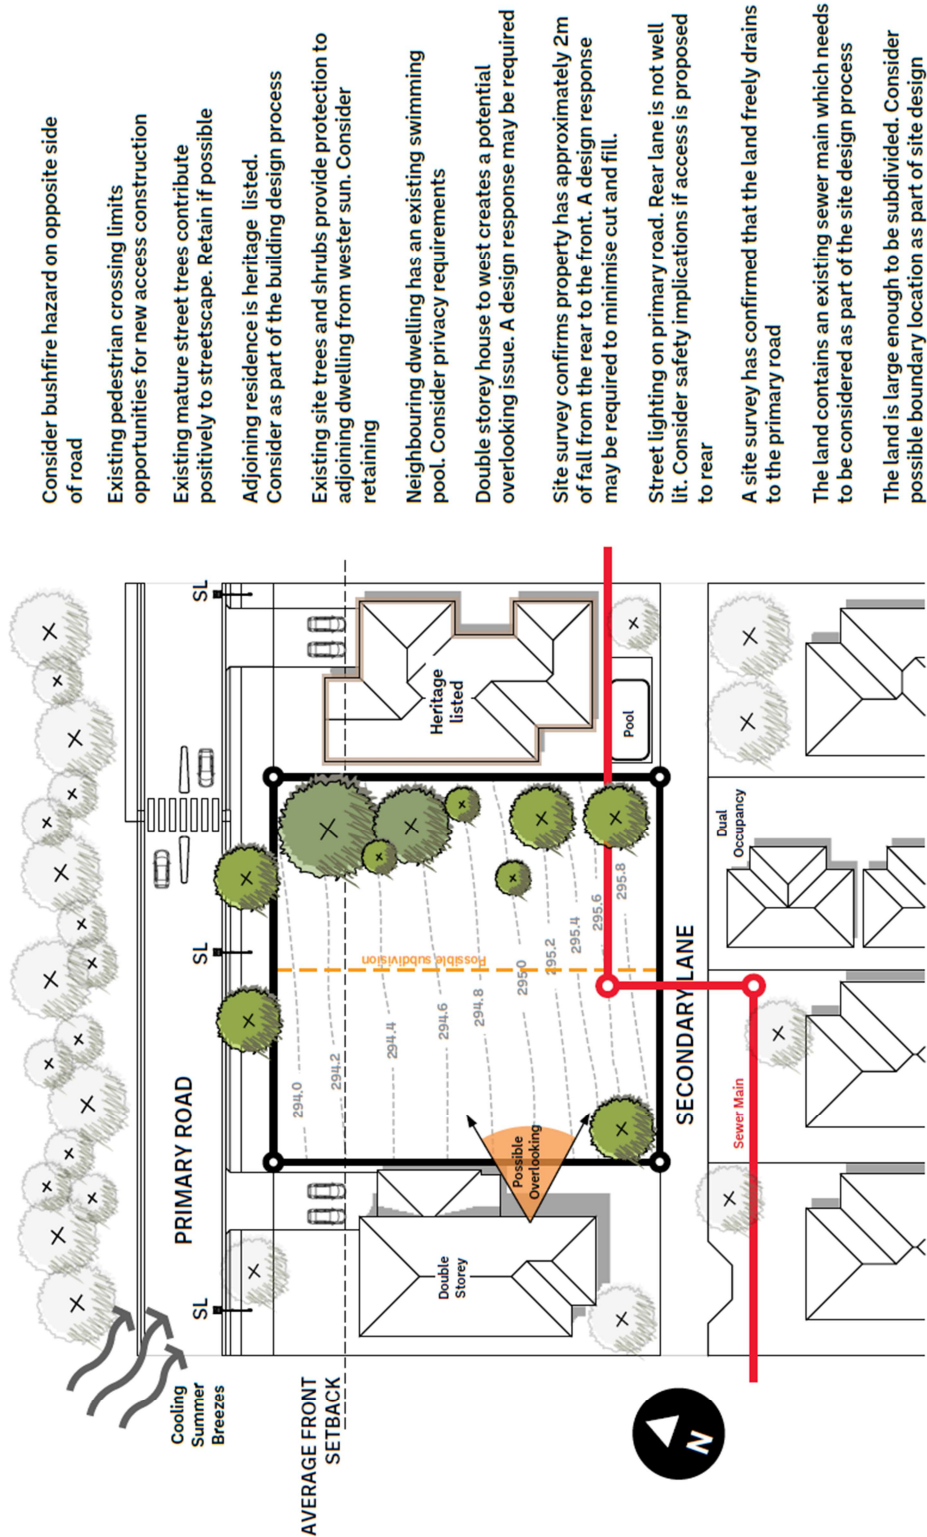 Consider bushfire hazard on opposite side
of road
Existing pedestrian crossing limits
opportunities for new access construction
Existing mature street trees contribute
positively to streetscape. Retain if possible
Adjoining residence is heritage listed.
Consider as part of the building design process
Existing site trees and shrubs provide protection to
adjoining dwelling from wester sun. Consider
retaining
Neighbouring dwelling has an existing swimming
pool. Consider privacy requirements
Double storey house to west creates a potential
overlooking issue. A design response may be required
Site survey confirms property has approximately 2m
of fall from the rear to the front. A design response
may be required to minimise cut and fill.
Street lighting on primary road. Rear lane is not well
lit. Consider safety implications if access is proposed
to rear
A site survey has confirmed that the land freely drains
to the primary road
The land contains an existing sewer main which needs
to be considered as part of the site design process
The land is large enough to be subdivided. Consider
possible boundary location as part of site design
Cooling
Summer
Breezes
PRIMARY ROAD
SL
SL
SL
AVERAGE FRONT
SETBACK
294.0
294.2
294.4
294.6
294.8
295.0
295.2
295.4
295.6
295.8
Possible subdivision
Heritage
listed
Pool
Double
Storey
Possible
Overlooking
SECONDARY LANE
Sewer Main
Dual
Occupancy
N